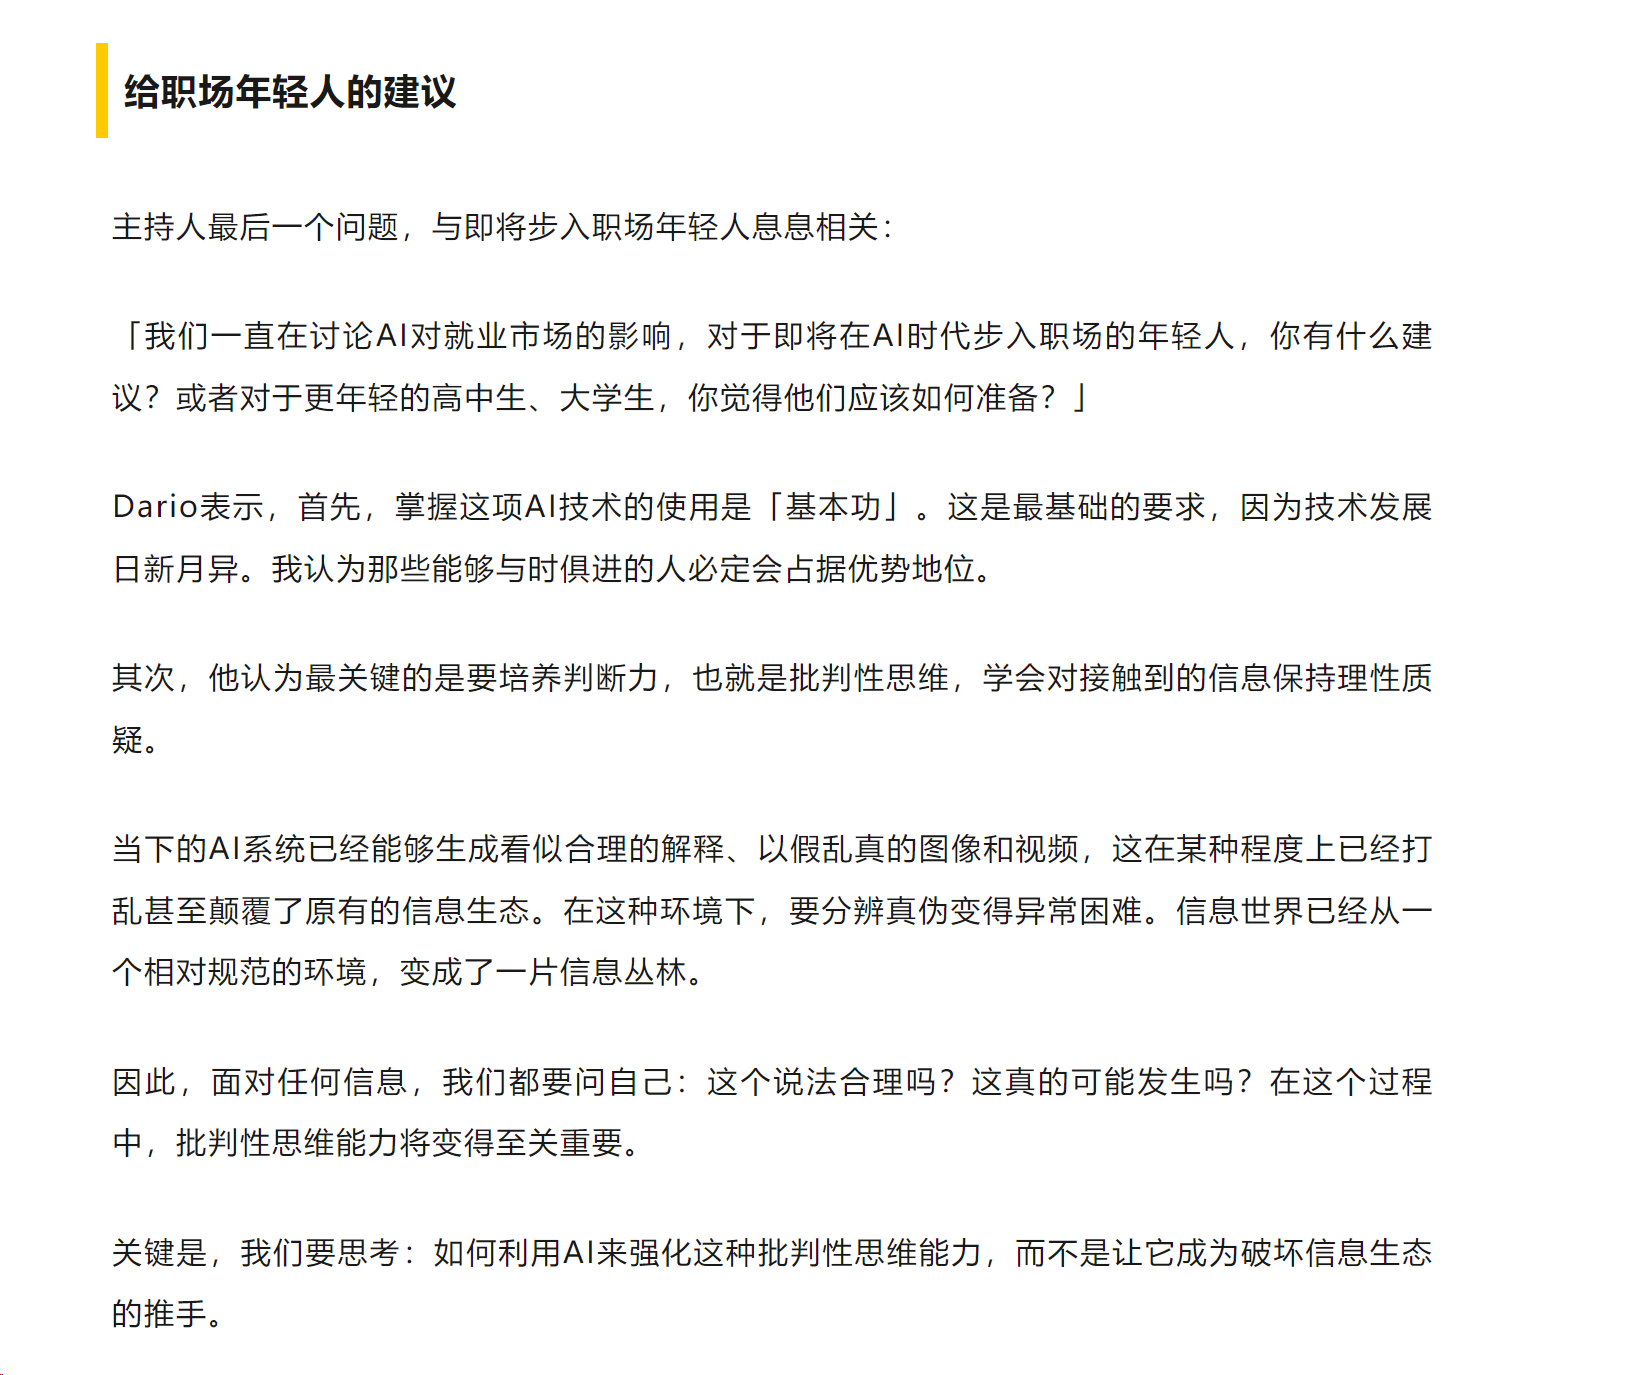 给职场年轻人的建议
主持人最后一个问题，与即将步入职场年轻人息息相关：
「我们一直在讨论AI对就业市场的影响，对于即将在AI时代步入职场的年轻人，你有什么建
议？或者对于更年轻的高中生、大学生，你觉得他们应该如何准备？」
Dario表示，首先，掌握这项AI技术的使用是「基本功」。这是最基础的要求，因为技术发展
日新月异。我认为那些能够与时俱进的人必定会占据优势地位。
其次，他认为最关键的是要培养判断力，也就是批判性思维，学会对接触到的信息保持理性质
疑。
当下的AI系统已经能够生成看似合理的解释、以假乱真的图像和视频，这在某种程度上已经打
乱甚至颠覆了原有的信息生态。在这种环境下，要分辨真伪变得异常困难。信息世界已经从一
个相对规范的环境，变成了一片信息丛林。
因此，面对任何信息，我们都要问自己：这个说法合理吗？这真的可能发生吗？在这个过程
中，批判性思维能力将变得至关重要。
关键是，我们要思考：如何利用AI来强化这种批判性思维能力，而不是让它成为破坏信息生态
的推手。